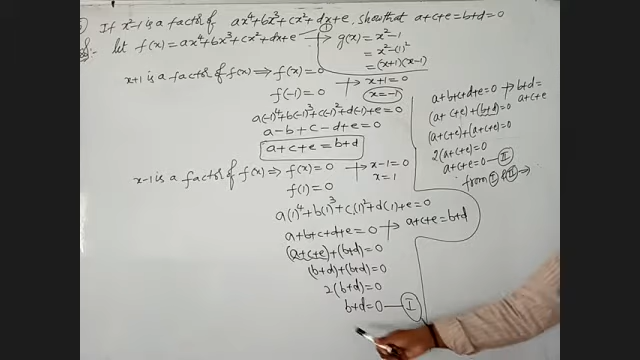 If x²-1 is a factor of ax⁴+bx³+cx²+dx+e, show that a+c+e=b+d=0
Sol:- let f(x)=ax⁴+bx³+cx²+dx+e
g(x)=x²-1
=x²-(1)²
=(x+1)(x-1)
x+1 is a factor of f(x) ⟹ f(x)=0
x+1=0
x=-1
f(-1)=0
a(-1)⁴+b(-1)³+c(-1)²+d(-1)+e=0
a-b+c-d+e=0
a+c+e=b+d
x-1 is a factor of f(x) ⟹ f(x)=0
x-1=0
x=1
f(1)=0
a(1)⁴+b(1)³+c(1)²+d(1)+e=0
a+b+c+d+e=0 → a+c+e=b+d
(a+c+e)+(b+d)=0
(b+d)+(b+d)=0
2(b+d)=0
b+d=0 — I
a+b+c+d+e=0 → b+d=
a+c+e
(a+c+e)+(b+d)=0
(a+c+e)+(a+c+e)=0
2(a+c+e)=0
a+c+e=0 — II
from I & II ⇒